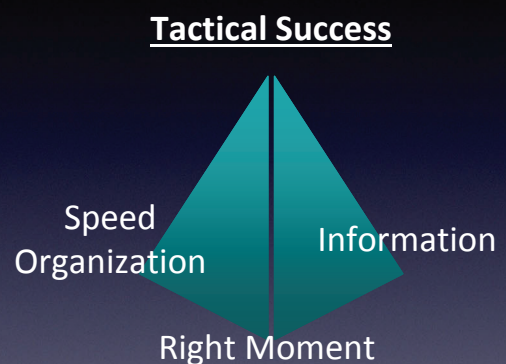 Tactical Success
Speed
Organization
Information
Right Moment